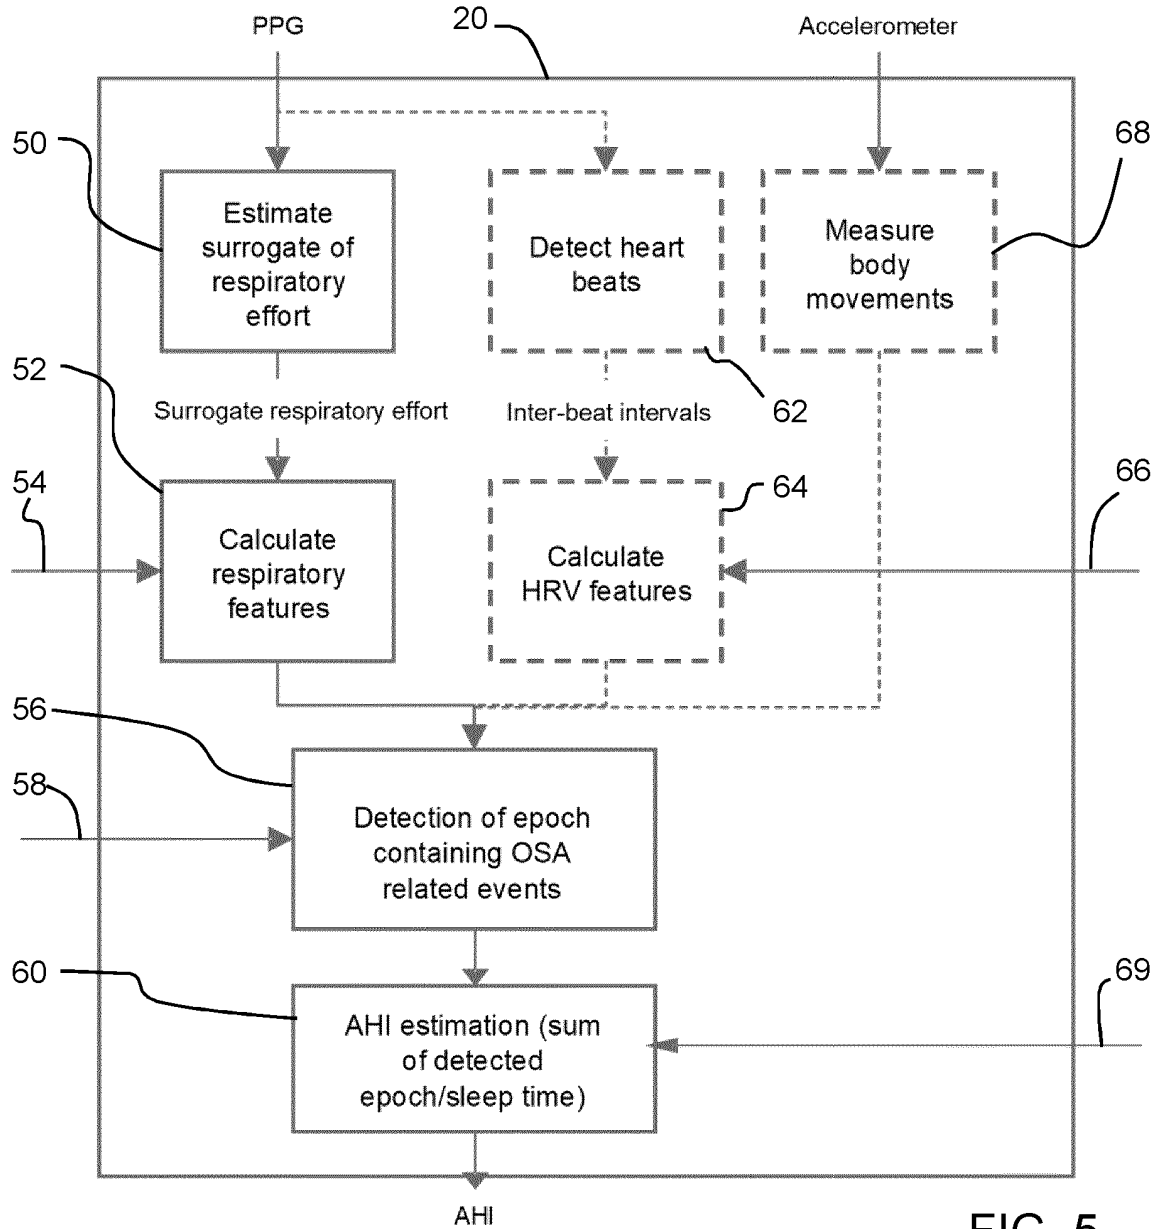 PPG
20
Accelerometer
50
68
Estimate
surrogate of
respiratory
effort
Detect heart
beats
Measure
body
movements
52
62
Surrogate respiratory effort
Inter-beat intervals
54
64
66
Calculate
respiratory
features
Calculate
HRV features
56
58
Detection of epoch
containing OSA
related events
60
69
AHI estimation (sum
of detected
epoch/sleep time)
AHI
FIG. 5